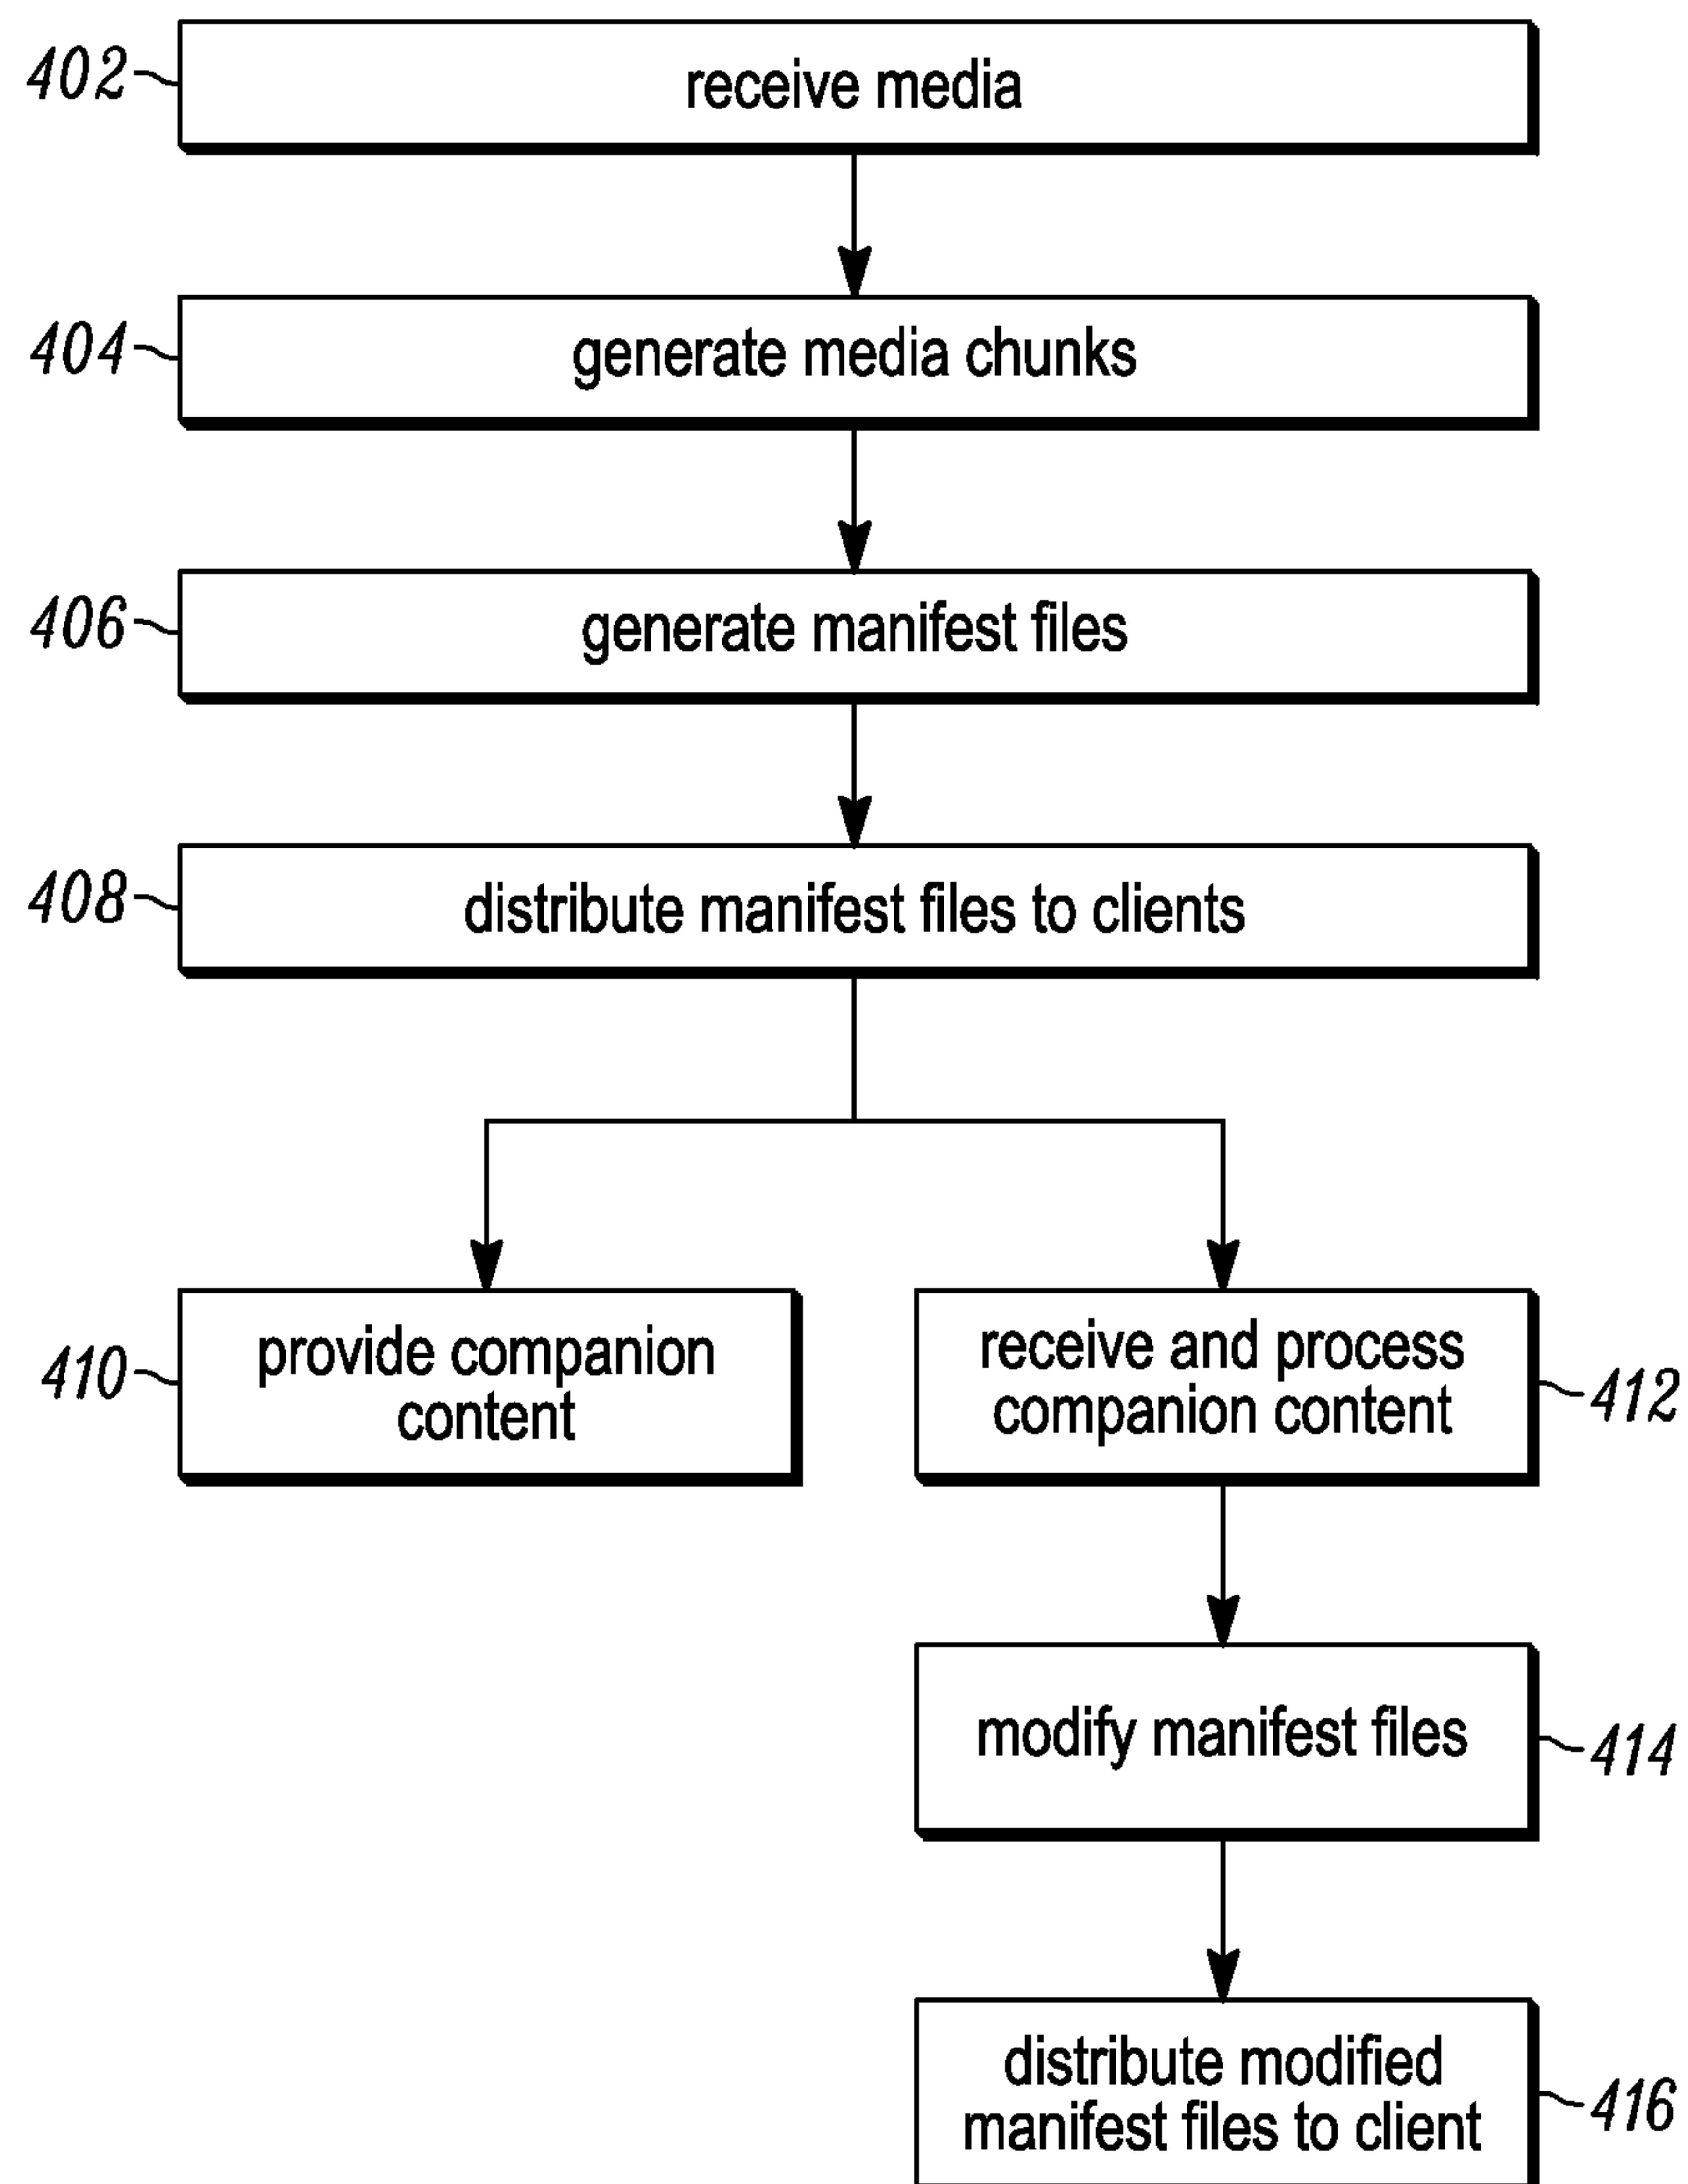 402
receive media
404
generate media chunks
406
generate manifest files
408
distribute manifest files to clients
410
provide companion
content
receive and process
companion content
412
modify manifest files
414
distribute modified
manifest files to client
416